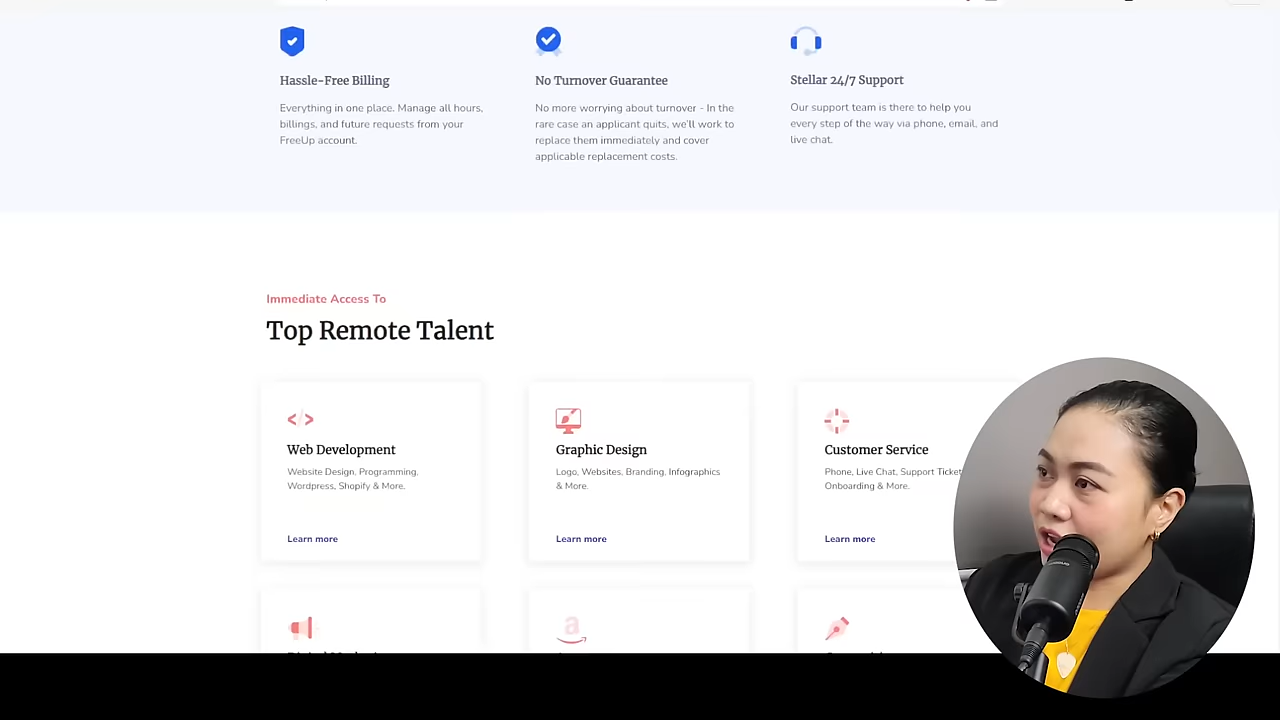 Hassle-Free Billing
Everything in one place. Manage all hours,
billings, and future requests from your
FreeUp account.
No Turnover Guarantee
No more worrying about turnover - In the
rare case an applicant quits, we'll work to
replace them immediately and cover
applicable replacement costs.
Stellar 24/7 Support
Our support team is there to help you
every step of the way via phone, email, and
live chat.
Immediate Access To
Top Remote Talent
Web Development
Website Design, Programming,
Wordpress, Shopify & More.
Learn more
Graphic Design
Logo, Websites, Branding, Infographics
& More.
Learn more
Customer Service
Phone, Live Chat, Support Ticket
Onboarding & More.
Learn more